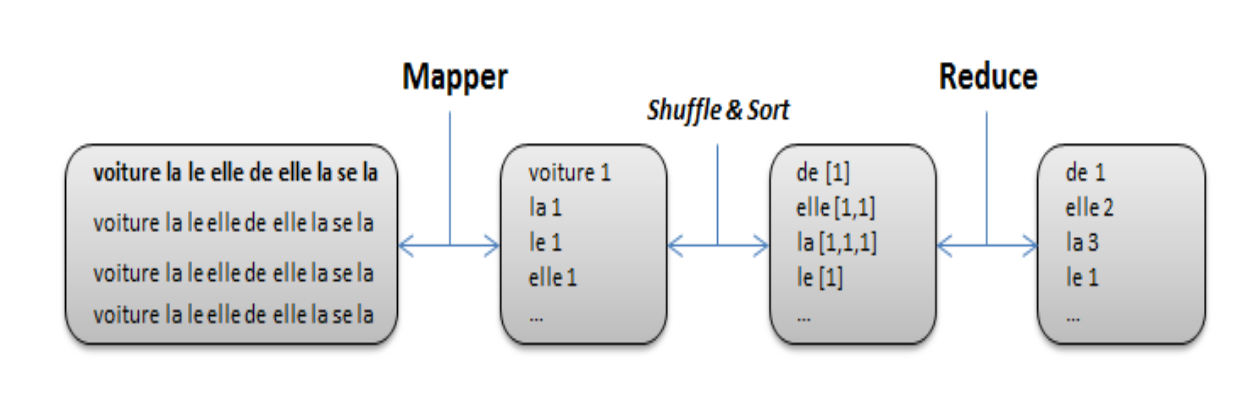 Mapper
Shuffle & Sort
Reduce
voiture la le elle de elle la se la
voiture la le elle de elle la se la
voiture la le elle de elle la se la
voiture la le elle de elle la se la
voiture 1
la 1
le 1
elle 1
...
de [1]
elle [1,1]
la [1,1,1]
le [1]
...
de 1
elle 2
la 3
le 1
...